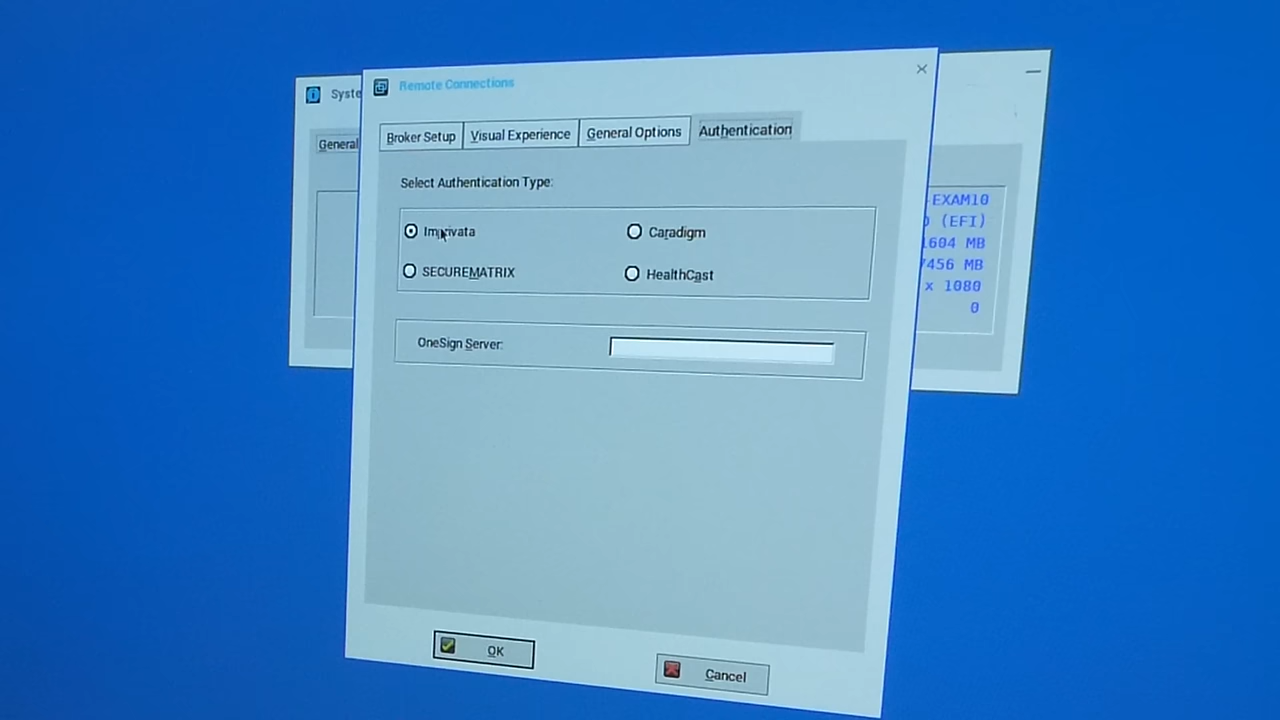 Syste
Remote Connections
General
Broker Setup
Visual Experience
General Options
Authentication
Select Authentication Type:
Imprivata
Caradigm
SECUREMATRIX
HealthCast
OneSign Server:
OK
Cancel
-EXAM10
(EFI)
1604 MB
7456 MB
x 1080
0